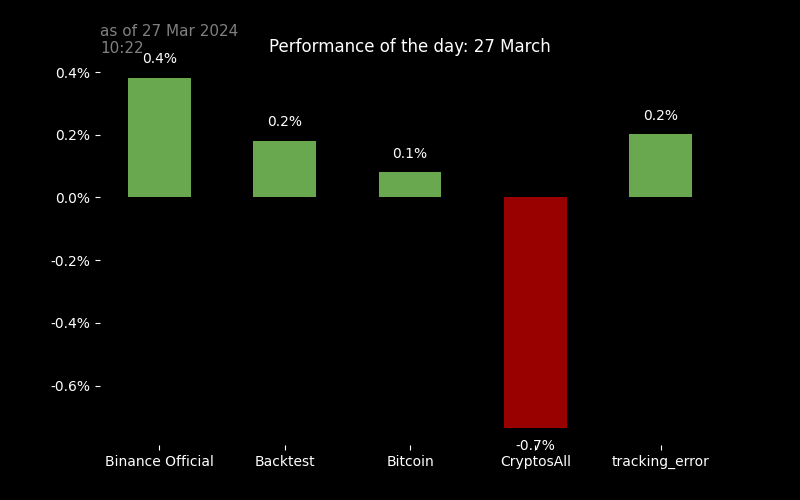 as of 27 Mar 2024
10:22
Performance of the day: 27 March
0.4%
0.2%
0.0%
-0.2%
-0.4%
-0.6%
0.4%
0.2%
0.1%
-0.7%
0.2%
Binance Official
Backtest
Bitcoin
CryptosAll
tracking_error